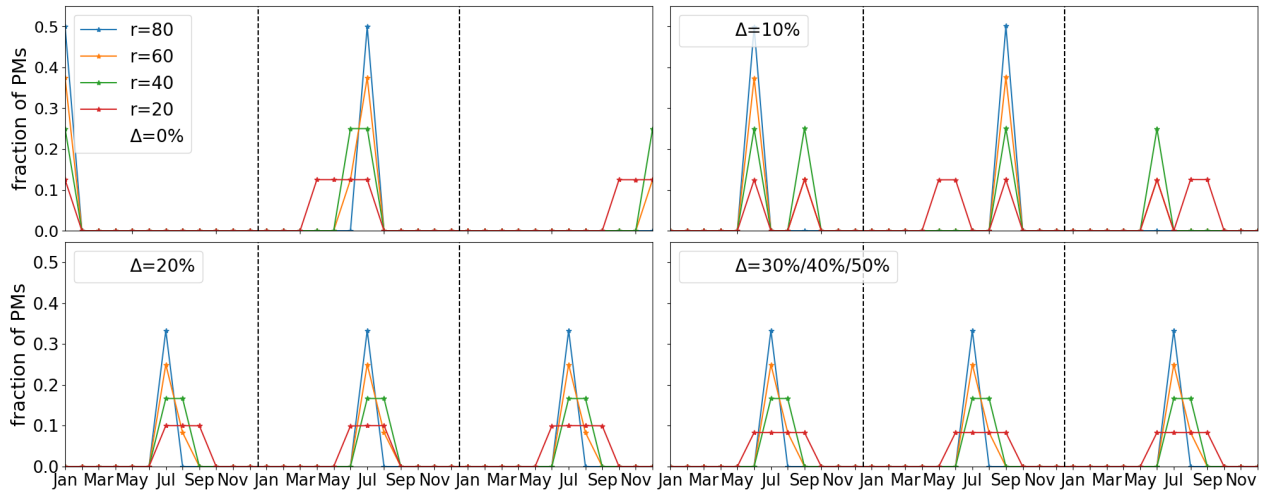 fraction of PMs
0.5
0.4
0.3
0.2
0.1
0.0
r=80
r=60
r=40
r=20
Δ=0%
Δ=10%
fraction of PMs
0.5
0.4
0.3
0.2
0.1
0.0
Δ=20%
Δ=30%/40%/50%
Jan Mar May Jul Sep Nov Jan Mar May Jul Sep Nov Jan Mar May Jul Sep Nov
Jan Mar May Jul Sep Nov Jan Mar May Jul Sep Nov Jan Mar May Jul Sep Nov